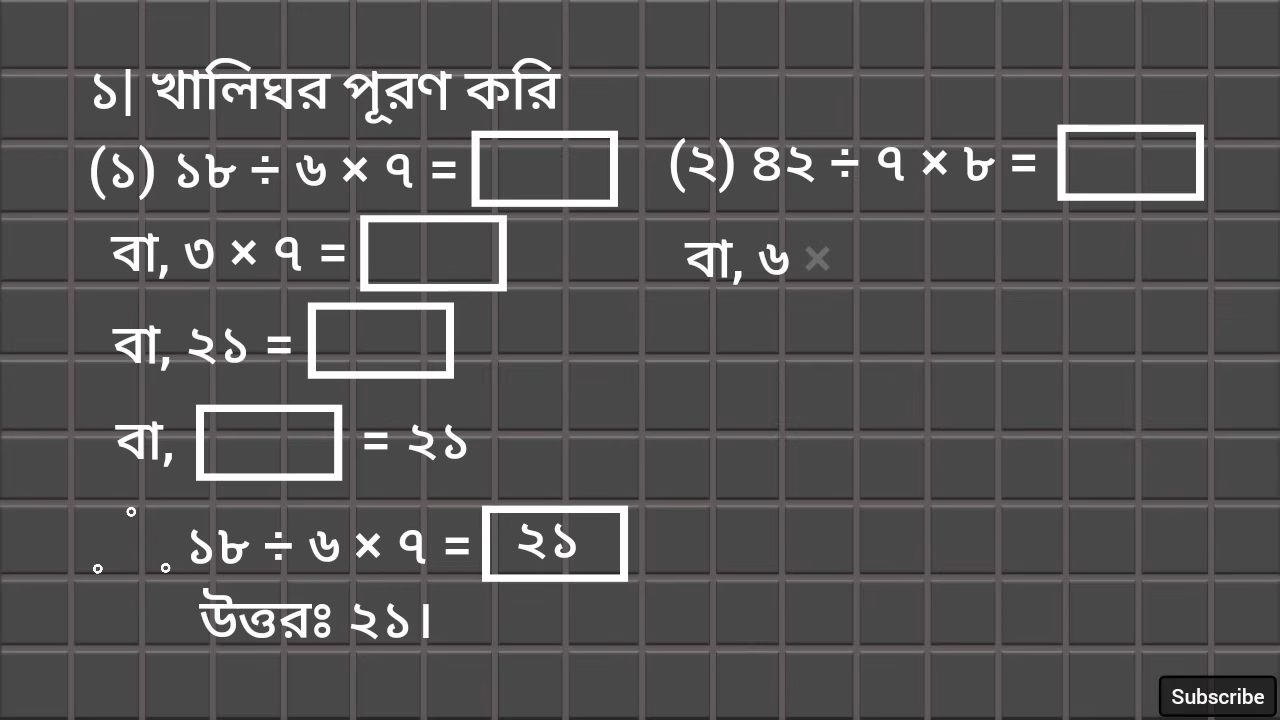 ১| খালিঘর পূরণ করি
(১) ১৮ ÷ ৬ × ৭ =
বা, ৩ × ৭ =
বা, ২১ =
বা, = ২১
∴ ১৮ ÷ ৬ × ৭ = ২১
উত্তরঃ ২১।
(২) ৪২ ÷ ৭ × ৮ =
বা, ৬ ×
Subscribe